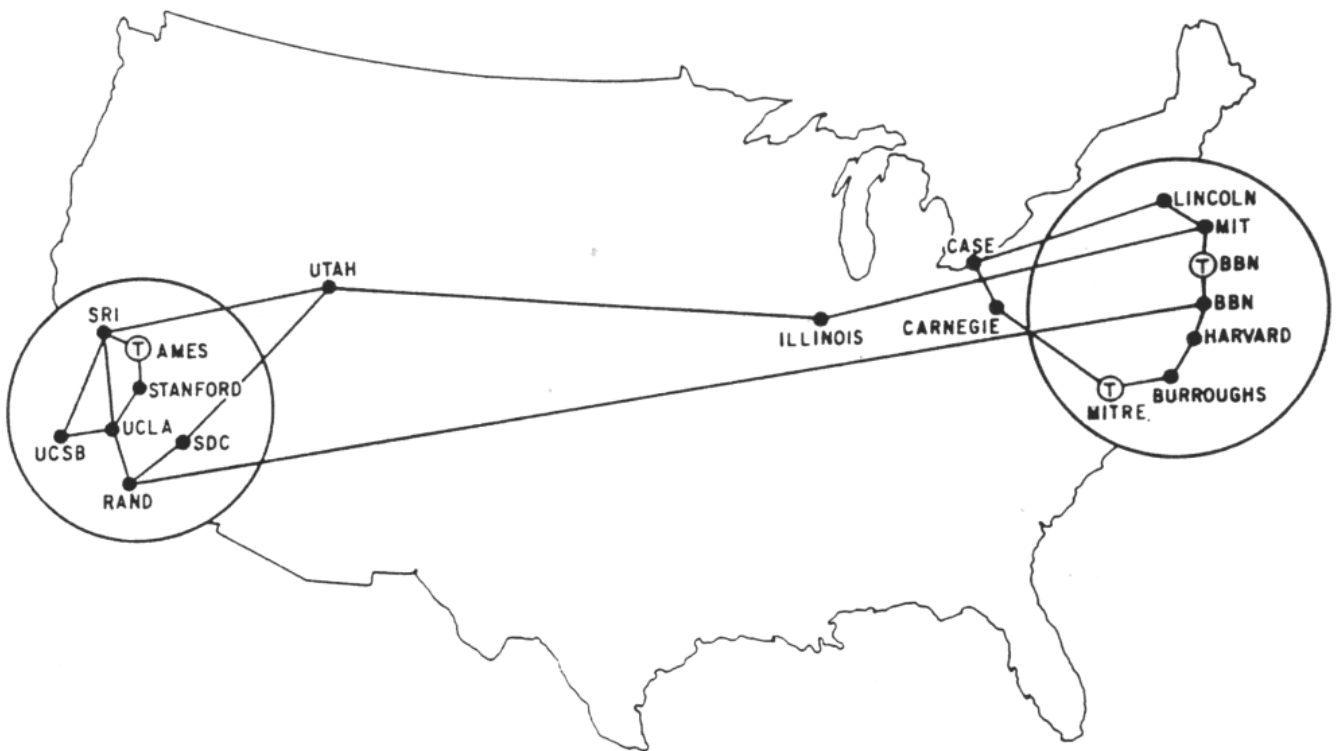 LINCOLN
MIT
CASE
T BBN
UTAH
BBN
SRI
ILLINOIS
CARNEGIE
HARVARD
T AMES
STANFORD
T
BURROUGHS
MITRE
UCLA
SDC
UCSB
RAND